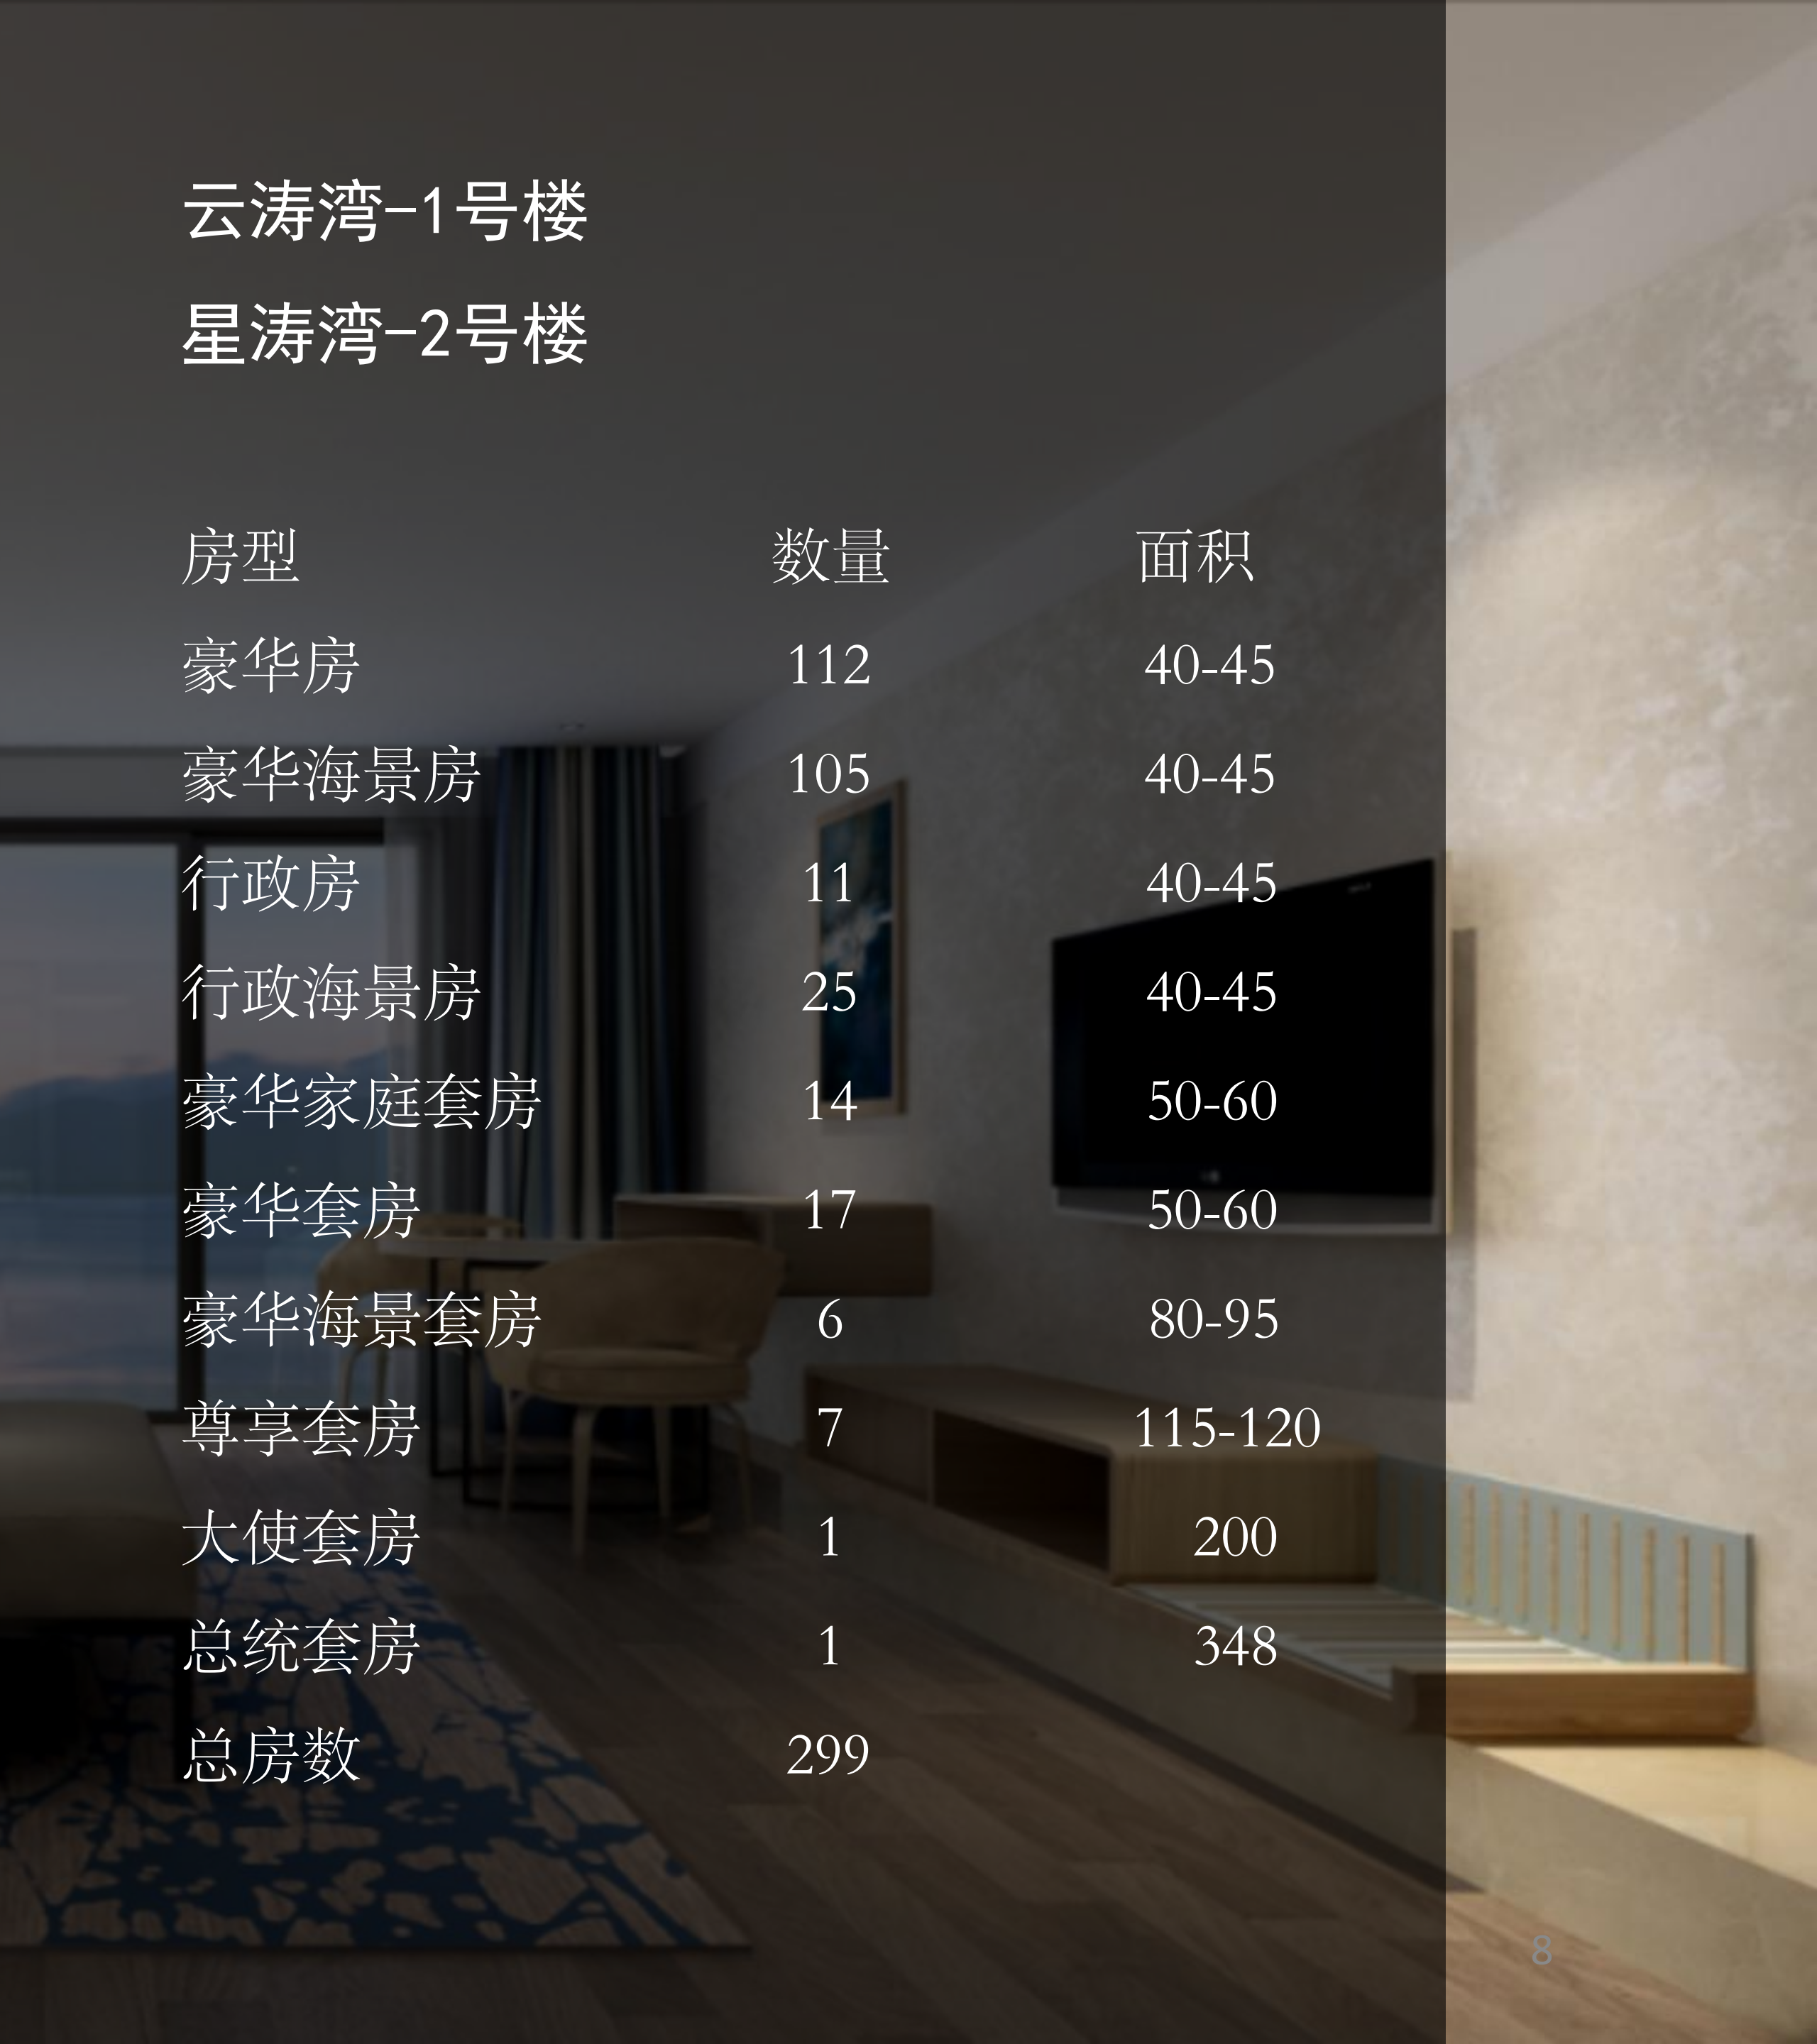 云涛湾-1号楼
星涛湾-2号楼
房型 数量 面积
豪华房 112 40-45
豪华海景房 105 40-45
行政房 11 40-45
行政海景房 25 40-45
豪华家庭套房 14 50-60
豪华套房 17 50-60
豪华海景套房 6 80-95
尊享套房 7 115-120
大使套房 1 200
总统套房 1 348
总房数 299
8